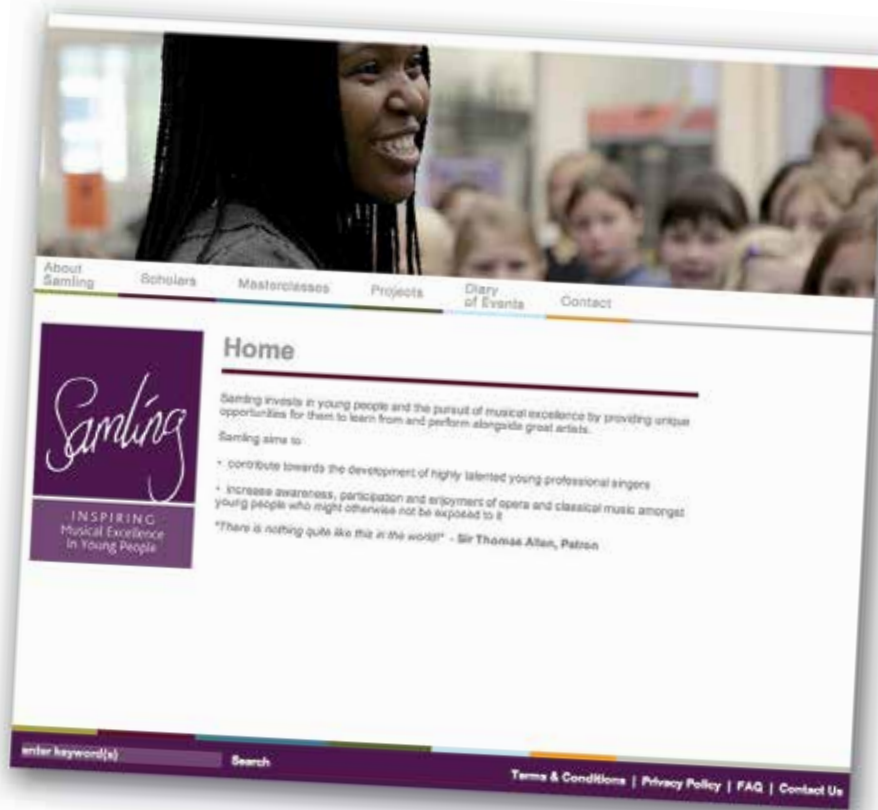 About
Samling
Scholars
Masterclasses
Projects
Diary
of Events
Contact
Samling
INSPIRING
Musical Excellence
in Young People
Home
Samling invests in young people and the pursuit of musical excellence by providing unique
opportunities for them to learn from and perform alongside great artists.
Samling aims to
• contribute towards the development of highly talented young professional singers
• increase awareness, participation and enjoyment of opera and classical music amongst
young people who might otherwise not be exposed to it
"There is nothing quite like this in the world!" - Sir Thomas Allen, Patron
enter keyword(s)
Search
Terms & Conditions | Privacy Policy | FAQ | Contact Us